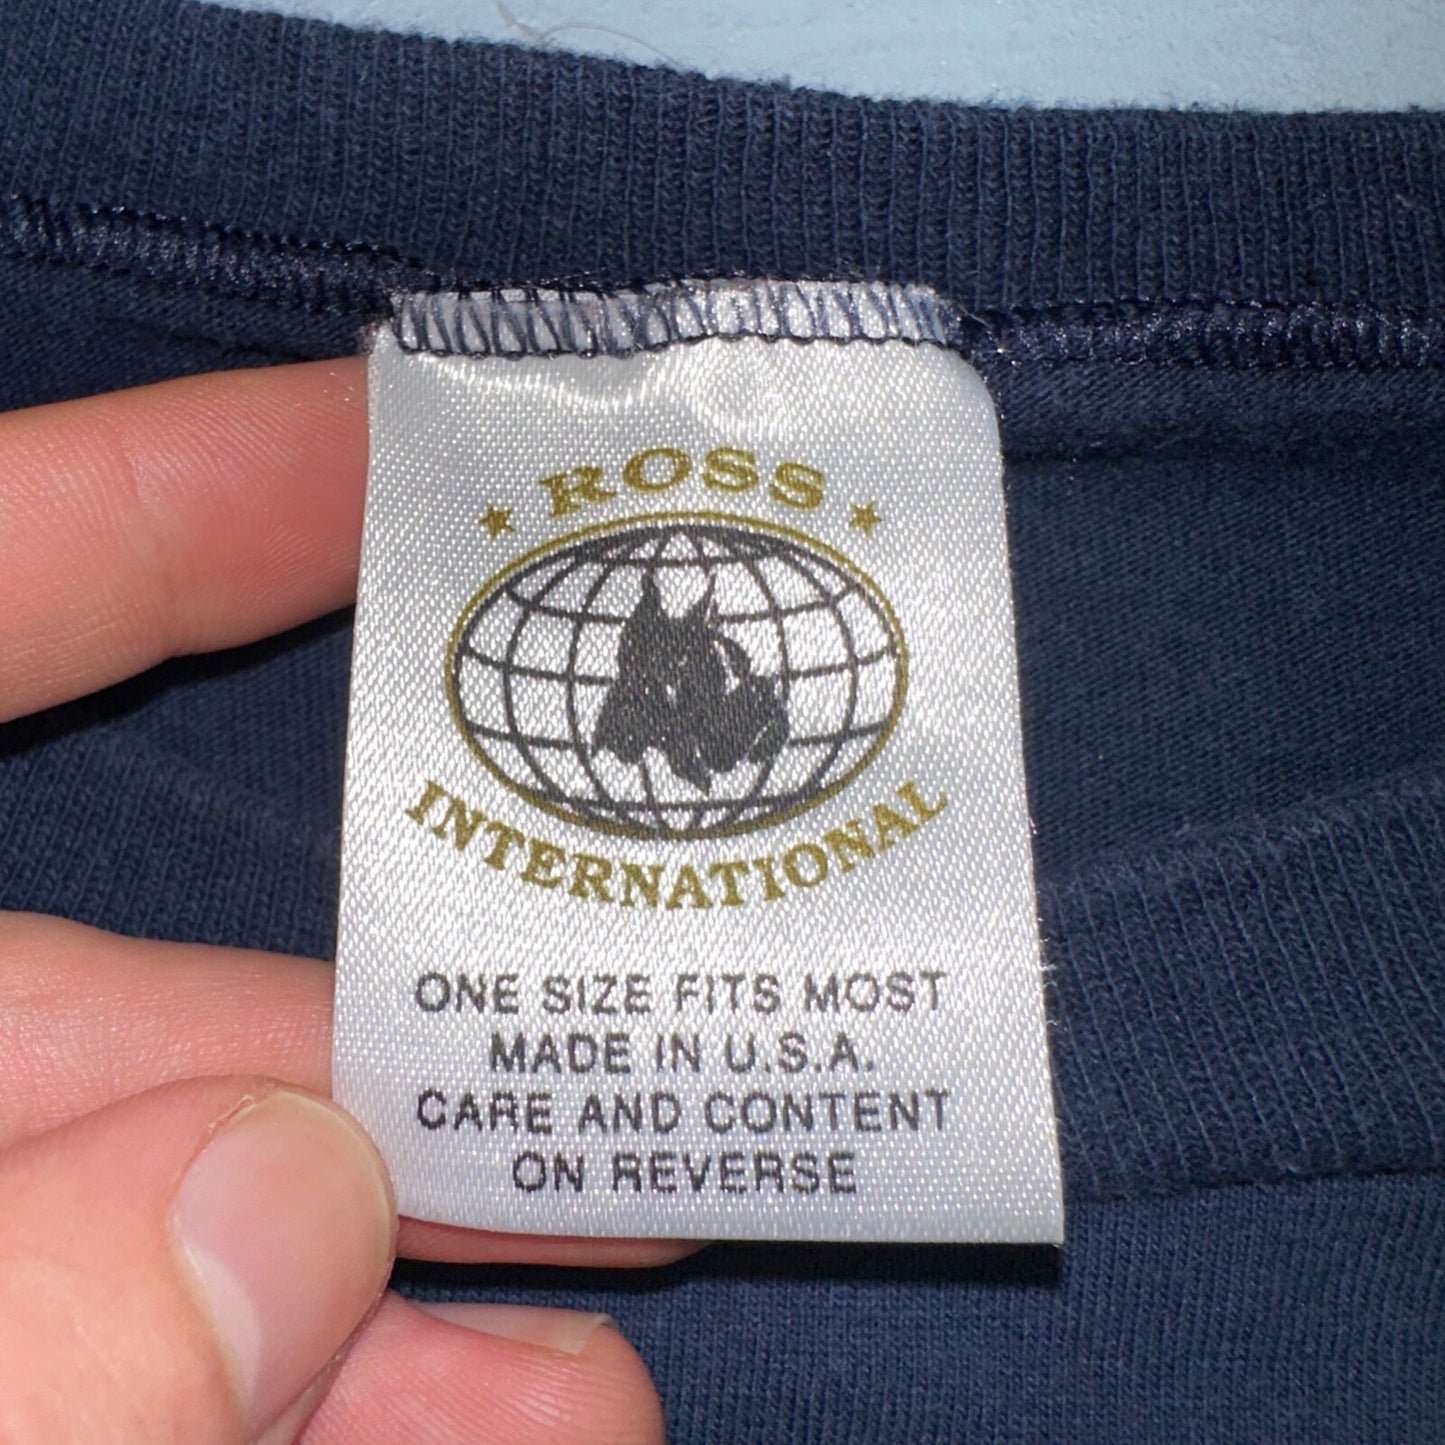 ROSS
INTERNATIONAL
ONE SIZE FITS MOST
MADE IN U.S.A.
CARE AND CONTENT
ON REVERSE